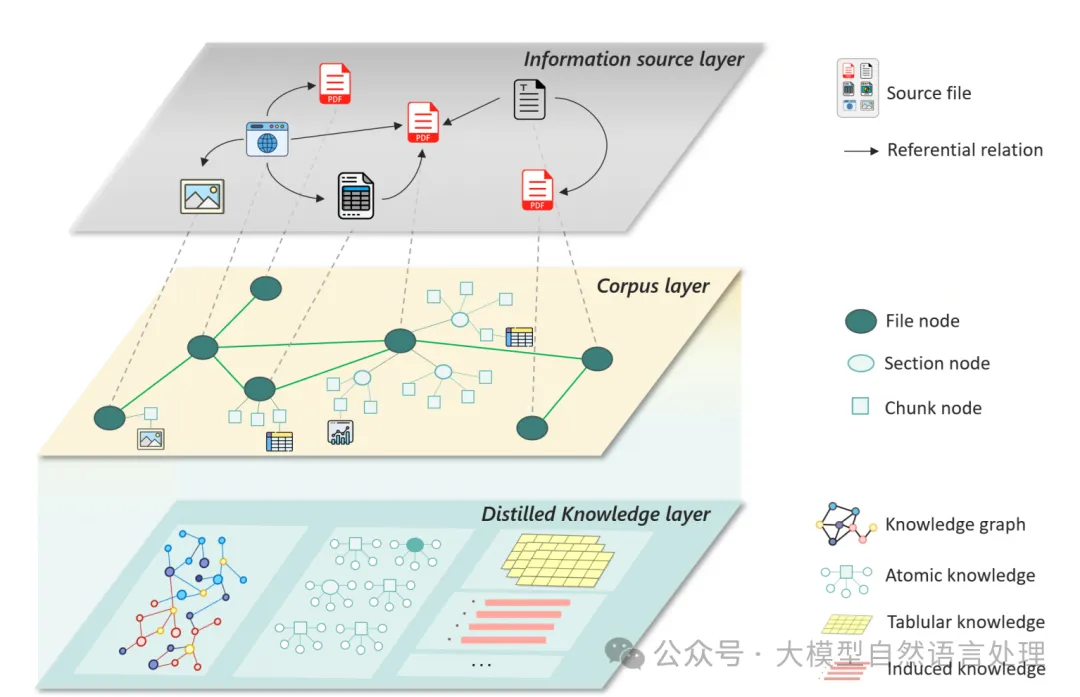 Information source layer
PDF
T
PDF
PDF
Source file
Referential relation
Corpus layer
File node
Section node
Chunk node
Distilled Knowledge layer
Knowledge graph
Atomic knowledge
Tablular knowledge
公众号 · 大模型自然语言处理
Induced knowledge
...